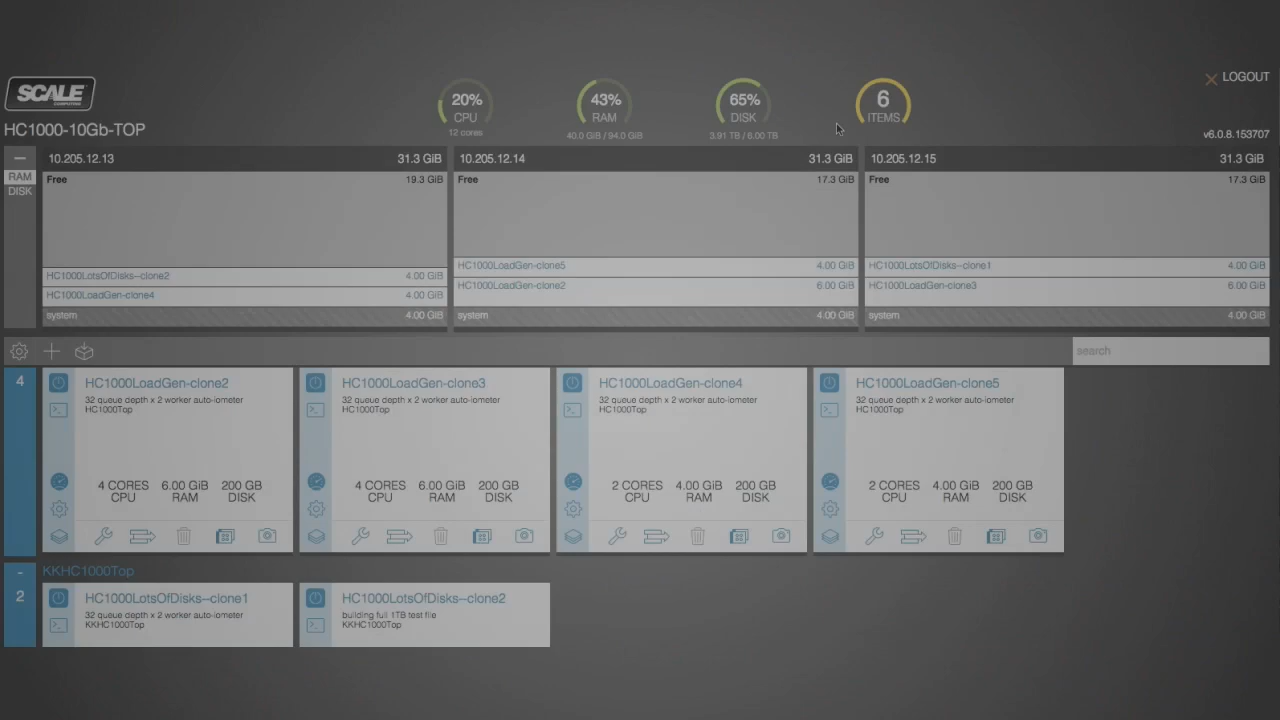 SCALE
COMPUTING
HC1000-10Gb-TOP
20%
CPU
12 cores
43%
RAM
40.0 GiB / 94.0 GiB
65%
DISK
3.91 TB / 6.00 TB
6
ITEMS
LOGOUT
v6.0.8.153707
RAM
DISK
10.205.12.13 31.3 GiB
Free 19.3 GiB
HC1000LotsOfDisks--clone2 4.00 GiB
HC1000LoadGen-clone4 4.00 GiB
system 4.00 GiB
10.205.12.14 31.3 GiB
Free 17.3 GiB
HC1000LoadGen-clone5 4.00 GiB
HC1000LoadGen-clone2 6.00 GiB
system 4.00 GiB
10.205.12.15 31.3 GiB
Free 17.3 GiB
HC1000LotsOfDisks--clone1 4.00 GiB
HC1000LoadGen-clone3 6.00 GiB
system 4.00 GiB
search
4
HC1000LoadGen-clone2
32 queue depth x 2 worker auto-iometer
HC1000Top
4 CORES 6.00 GiB 200 GB
CPU RAM DISK
HC1000LoadGen-clone3
32 queue depth x 2 worker auto-iometer
HC1000Top
4 CORES 6.00 GiB 200 GB
CPU RAM DISK
HC1000LoadGen-clone4
32 queue depth x 2 worker auto-iometer
HC1000Top
2 CORES 4.00 GiB 200 GB
CPU RAM DISK
HC1000LoadGen-clone5
32 queue depth x 2 worker auto-iometer
HC1000Top
2 CORES 4.00 GiB 200 GB
CPU RAM DISK
- KKHC1000Top
2
HC1000LotsOfDisks--clone1
32 queue depth x 2 worker auto-iometer
KKHC1000Top
HC1000LotsOfDisks--clone2
building full 1TB test file
KKHC1000Top